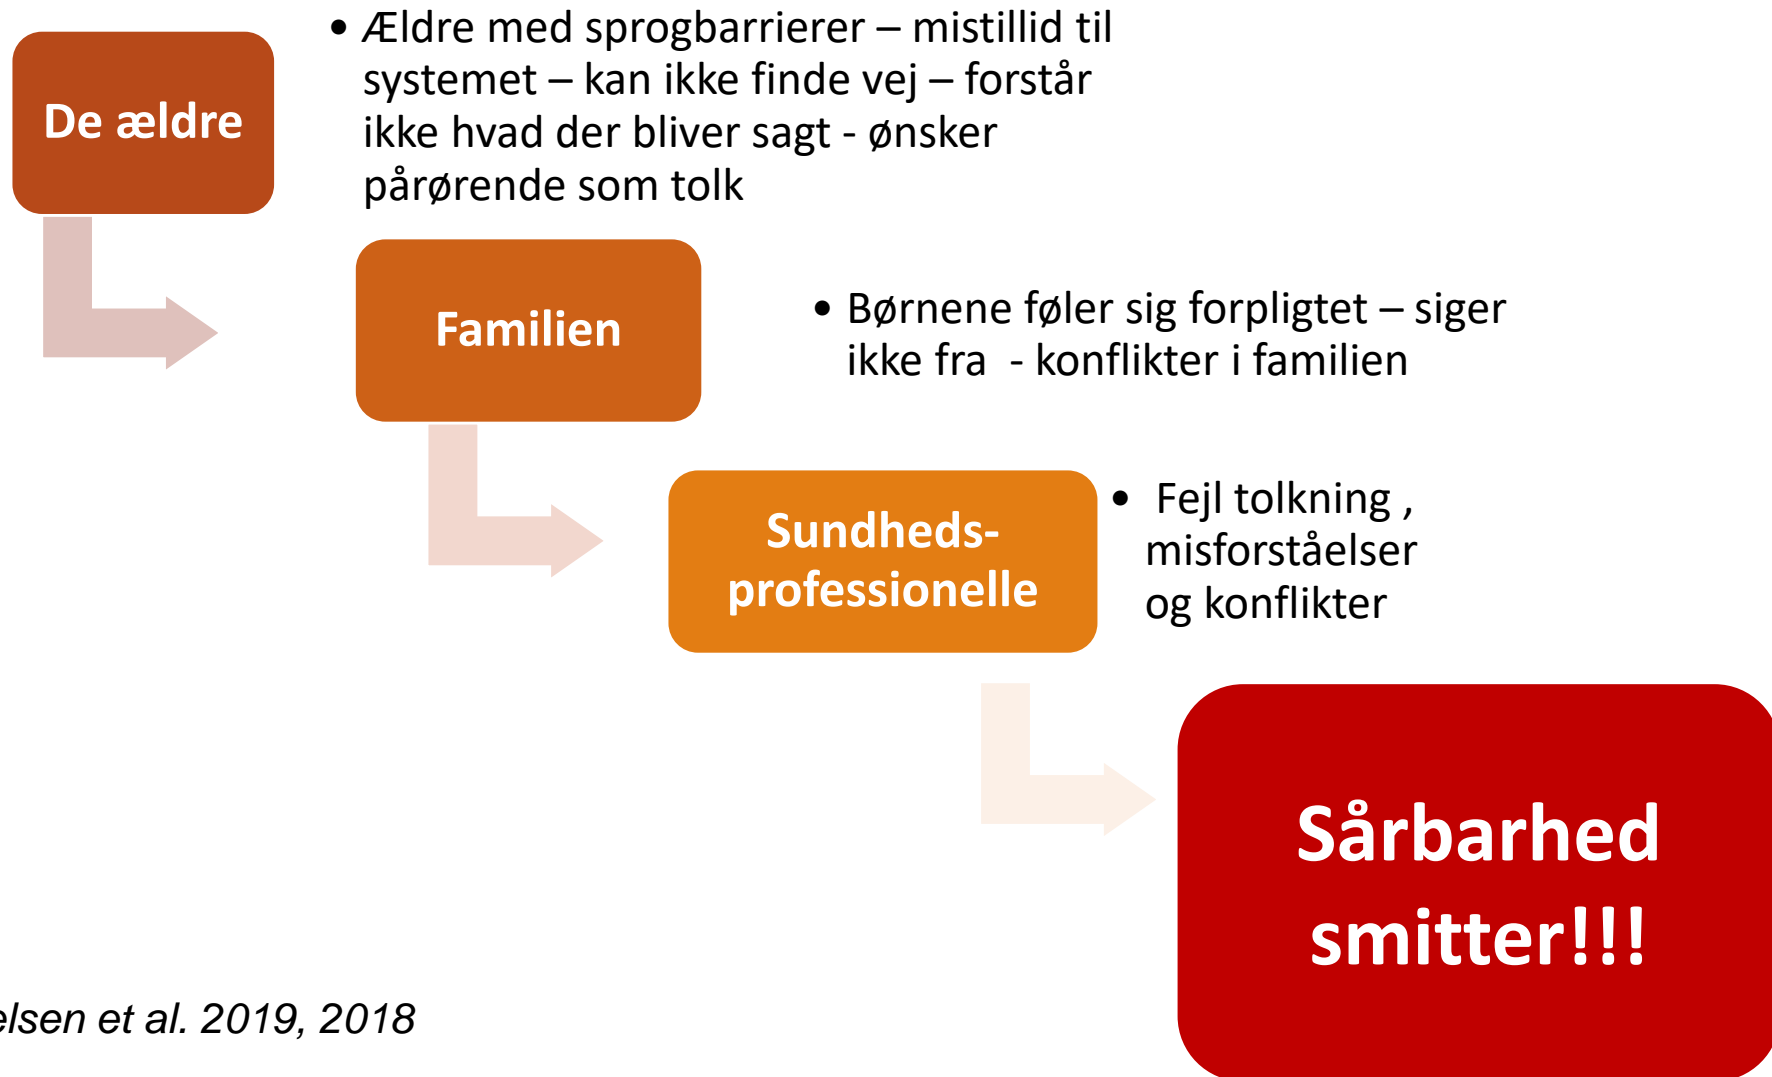 De ældre
• Ældre med sprogbarrierer – mistillid til
systemet – kan ikke finde vej – forstår
ikke hvad der bliver sagt - ønsker
pårørende som tolk
Familien
• Børnene føler sig forpligtet – siger
ikke fra - konflikter i familien
Sundheds-
professionelle
• Fejl tolkning ,
misforståelser
og konflikter
Sårbarhed
smitter!!!
elsen et al. 2019, 2018